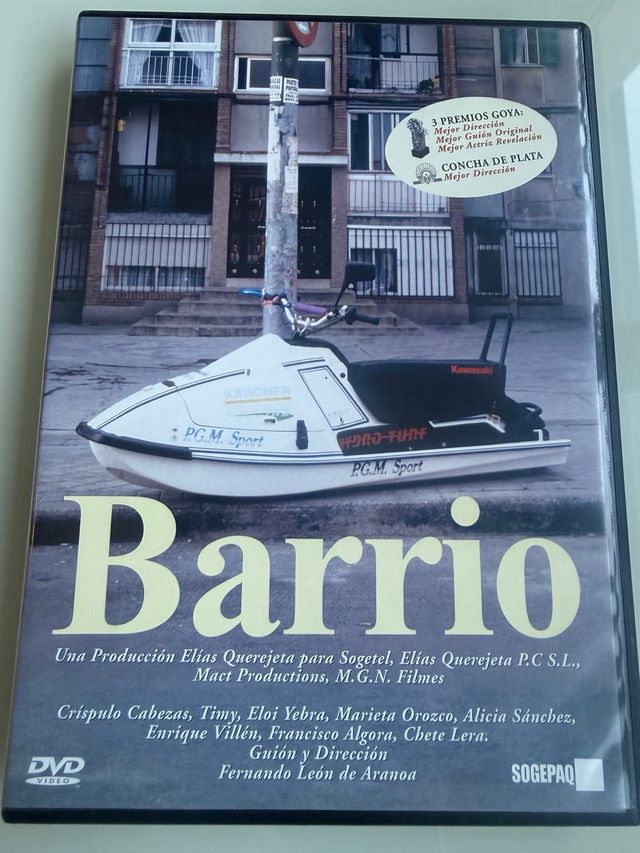 3 PREMIOS GOYA:
Mejor Dirección
Mejor Guión Original
Mejor Actriz Revelación
CONCHA DE PLATA
Mejor Dirección
Kawasaki
KÄRCHER
P.G.M. Sport
HYDRO-TURF
P.G.M. Sport
Barrio
Una Producción Elías Querejeta para Sogetel, Elías Querejeta P.C S.L.,
Mact Productions, M.G.N. Filmes
Críspulo Cabezas, Timy, Eloi Yebra, Marieta Orozco, Alicia Sánchez,
Enrique Villén, Francisco Algora, Chete Lera.
Guión y Dirección
Fernando León de Aranoa
DVD
VIDEO
SOGEPAQ